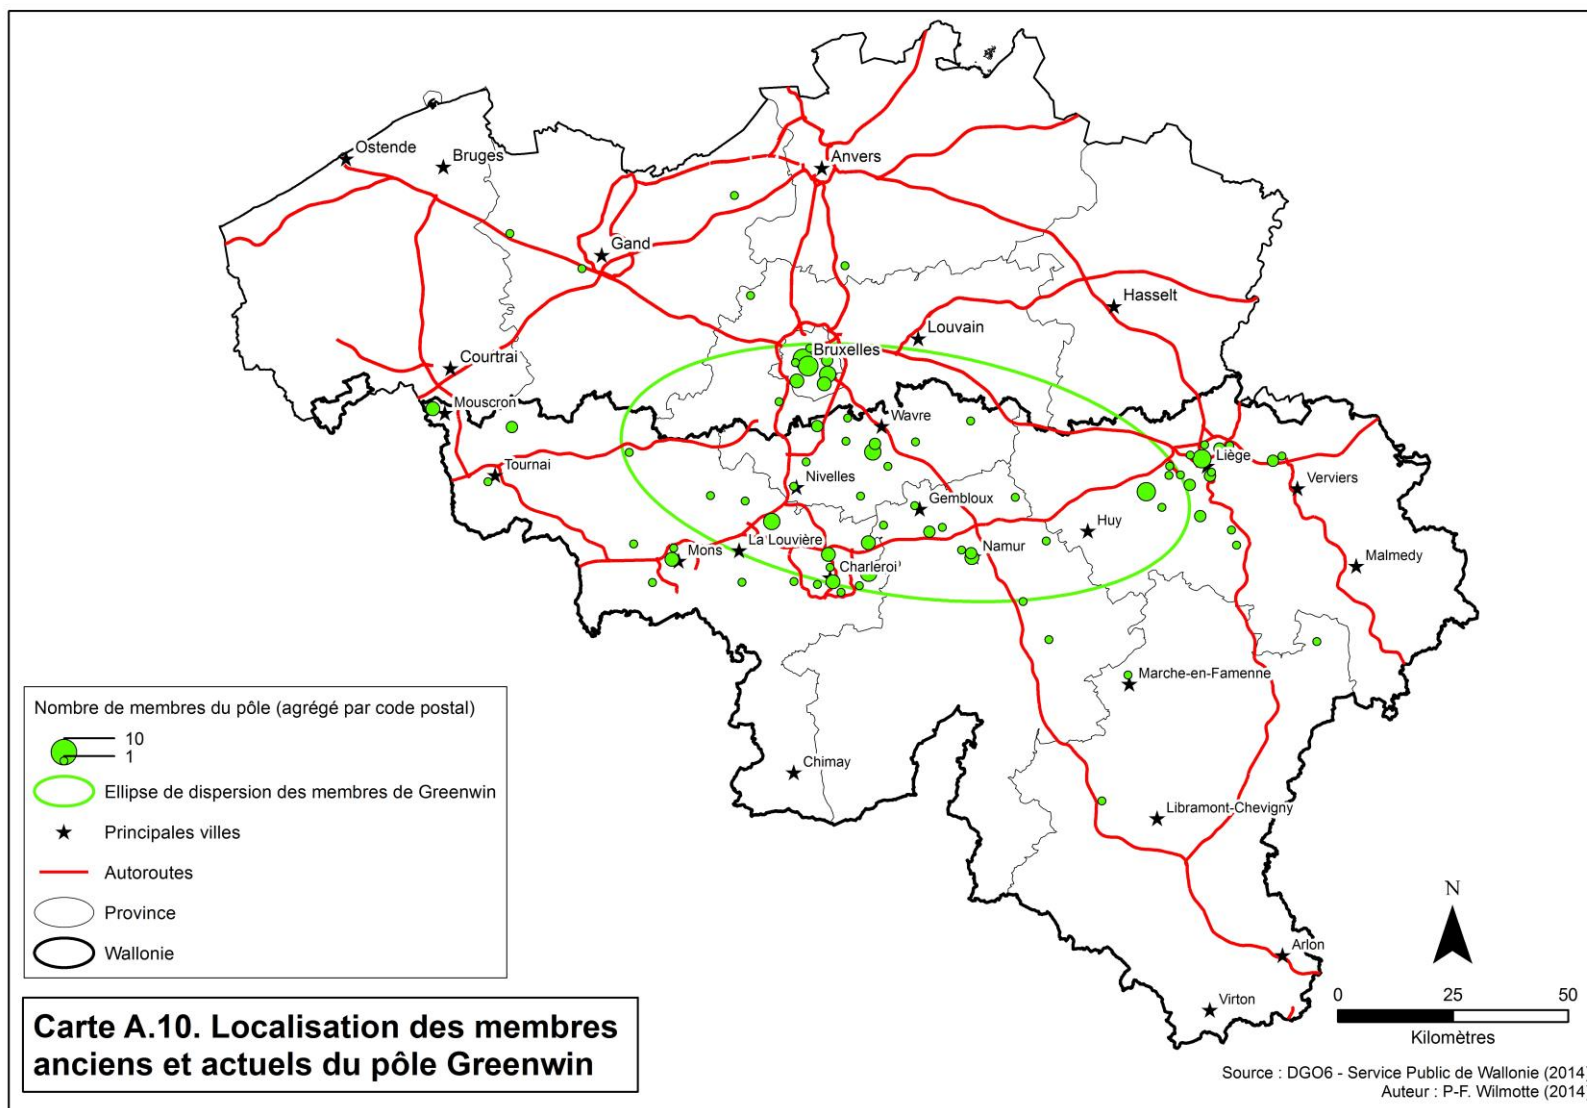 Ostende
Bruges
Anvers
Gand
Hasselt
Louvain
Bruxelles
Courtrai
Mouscron
Wavre
Tournai
Nivelles
Gembloux
Liège
Verviers
Huy
Mons
La Louvière
Charleroi
Namur
Malmedy
Marche-en-Famenne
Chimay
Libramont-Chevigny
Arlon
Virton
Nombre de membres du pôle (agrégé par code postal)
10
1
Ellipse de dispersion des membres de Greenwin
Principales villes
Autoroutes
Province
Wallonie
Carte A.10. Localisation des membres
anciens et actuels du pôle Greenwin
N
0 25 50
Kilomètres
Source : DGO6 - Service Public de Wallonie (2014)
Auteur : P-F. Wilmotte (2014)